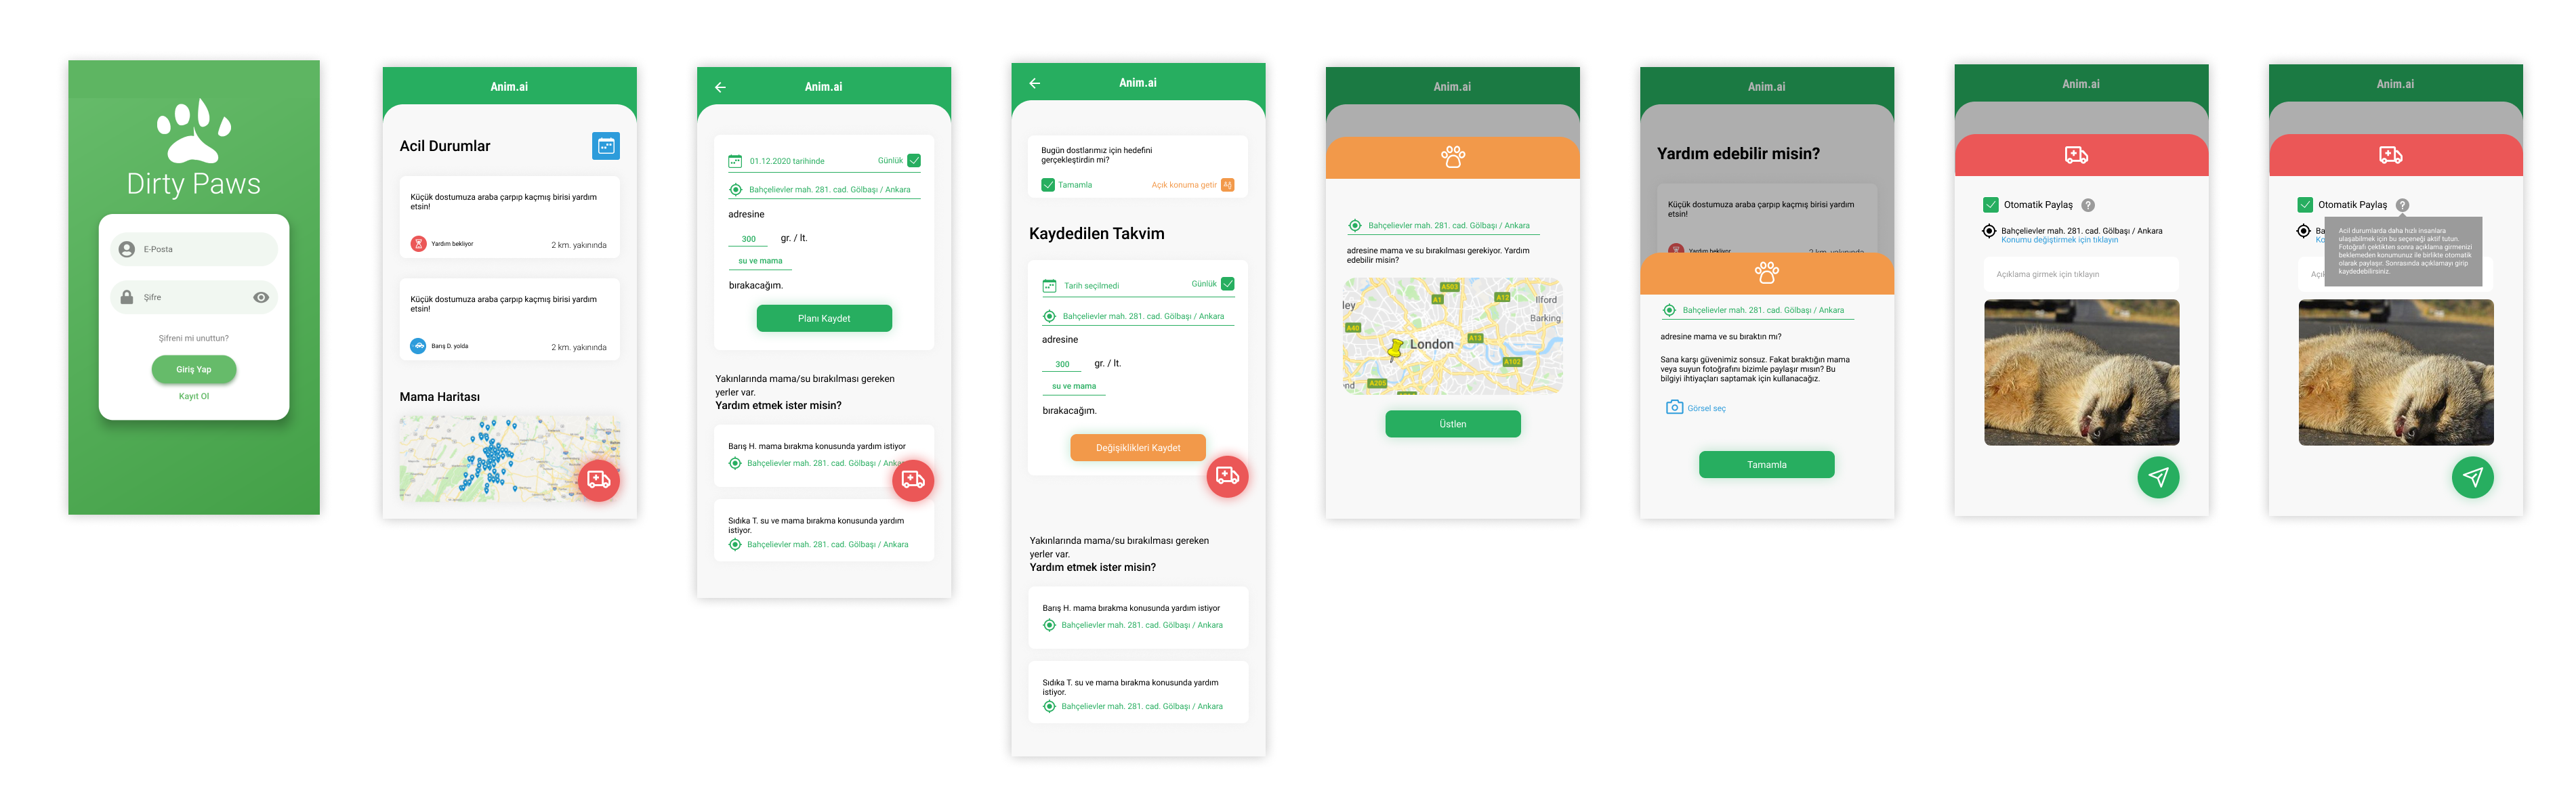 Dirty Paws
E-Posta
Şifre
Şifreni mi unuttun?
Giriş Yap
Kayıt Ol
Anim.ai
Acil Durumlar
Küçük dostumuza araba çarpıp kaçmış birisi yardım
etsin!
Yardım bekliyor
2 km. yakınında
Küçük dostumuza araba çarpıp kaçmış birisi yardım
etsin!
Barış D. yolda
2 km. yakınında
Mama Haritası
Anim.ai
01.12.2020 tarihinde
Günlük
Bahçelievler mah. 281. cad. Gölbaşı / Ankara
adresine
300 gr. / lt.
su ve mama
bırakacağım.
Planı Kaydet
Yakınlarında mama/su bırakılması gereken
yerler var.
Yardım etmek ister misin?
Barış H. mama bırakma konusunda yardım istiyor
Bahçelievler mah. 281. cad. Gölbaşı / Anka
Sıdıka T. su ve mama bırakma konusunda yardım
istiyor.
Bahçelievler mah. 281. cad. Gölbaşı / Ankara
Anim.ai
Bugün dostlarımız için hedefini
gerçekleştirdin mi?
Tamamla
Açık konuma getir
Kaydedilen Takvim
Tarih seçilmedi
Günlük
Bahçelievler mah. 281. cad. Gölbaşı / Ankara
adresine
300 gr. / lt.
su ve mama
bırakacağım.
Değişiklikleri Kaydet
Yakınlarında mama/su bırakılması gereken
yerler var.
Yardım etmek ister misin?
Barış H. mama bırakma konusunda yardım istiyor
Bahçelievler mah. 281. cad. Gölbaşı / Ankara
Sıdıka T. su ve mama bırakma konusunda yardım
istiyor.
Bahçelievler mah. 281. cad. Gölbaşı / Ankara
Anim.ai
Bahçelievler mah. 281. cad. Gölbaşı / Ankara
adresine mama ve su bırakılması gerekiyor. Yardım
edebilir misin?
A503
A1
A12
Ilford
ley
Barking
A40
London
A13
A102
nd
A205
Üstlen
Anim.ai
Yardım edebilir misin?
Küçük dostumuza araba çarpıp kaçmış birisi yardım
etsin!
Yardım bekliyor
2 km. yakınında
Bahçelievler mah. 281. cad. Gölbaşı / Ankara
adresine mama ve su bıraktın mı?
Sana karşı güvenimiz sonsuz. Fakat bıraktığın mama
veya suyun fotoğrafını bizimle paylaşır mısın? Bu
bilgiyi ihtiyaçları saptamak için kullanacağız.
Görsel seç
Tamamla
Anim.ai
Otomatik Paylaş
?
Bahçelievler mah. 281. cad. Gölbaşı / Ankara
Konumu değiştirmek için tıklayın
Açıklama girmek için tıklayın
Anim.ai
Otomatik Paylaş
?
Ba
Ko
Açıl
Acil durumlarda daha hızlı insanlara
ulaşabilmek için bu seçeneği aktif tutun.
Fotoğrafı çektikten sonra açıklama girmenizi
beklemeden konumunuz ile birlikte otomatik
olarak paylaşır. Sonrasında açıklamayı girip
kaydedebilirsiniz.